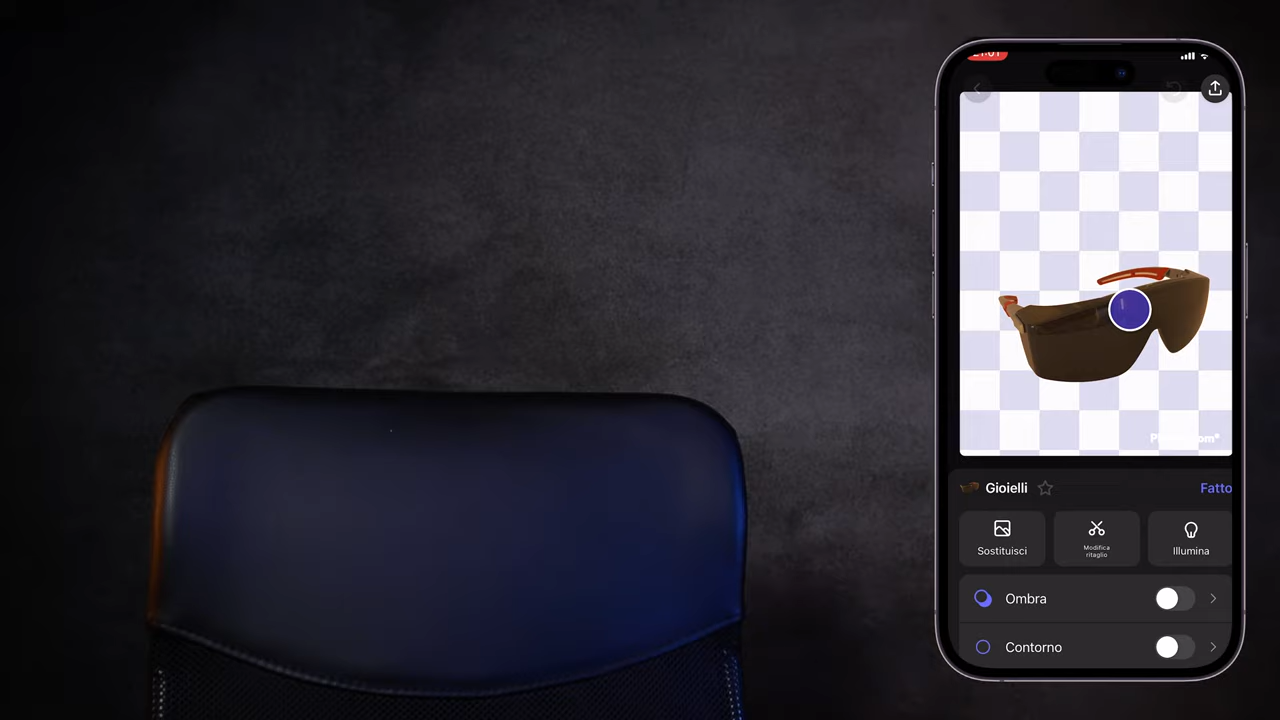 Gioielli
Fatto
Sostituisci
Modifica
ritaglio
Illumina
Ombra
Contorno